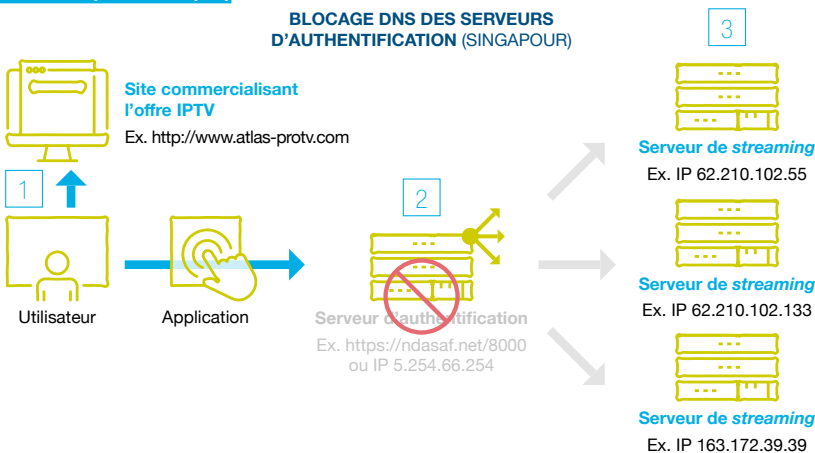 BLOCAGE DNS DES SERVEURS
D'AUTHENTIFICATION (SINGAPOUR)
Site commercialisant
l'offre IPTV
Ex. http://www.atlas-protv.com
1
Utilisateur
Application
2
Serveur d'authentification
Ex. https://ndasaf.net/8000
ou IP 5.254.66.254
3
Serveur de streaming
Ex. IP 62.210.102.55
Serveur de streaming
Ex. IP 62.210.102.133
Serveur de streaming
Ex. IP 163.172.39.39